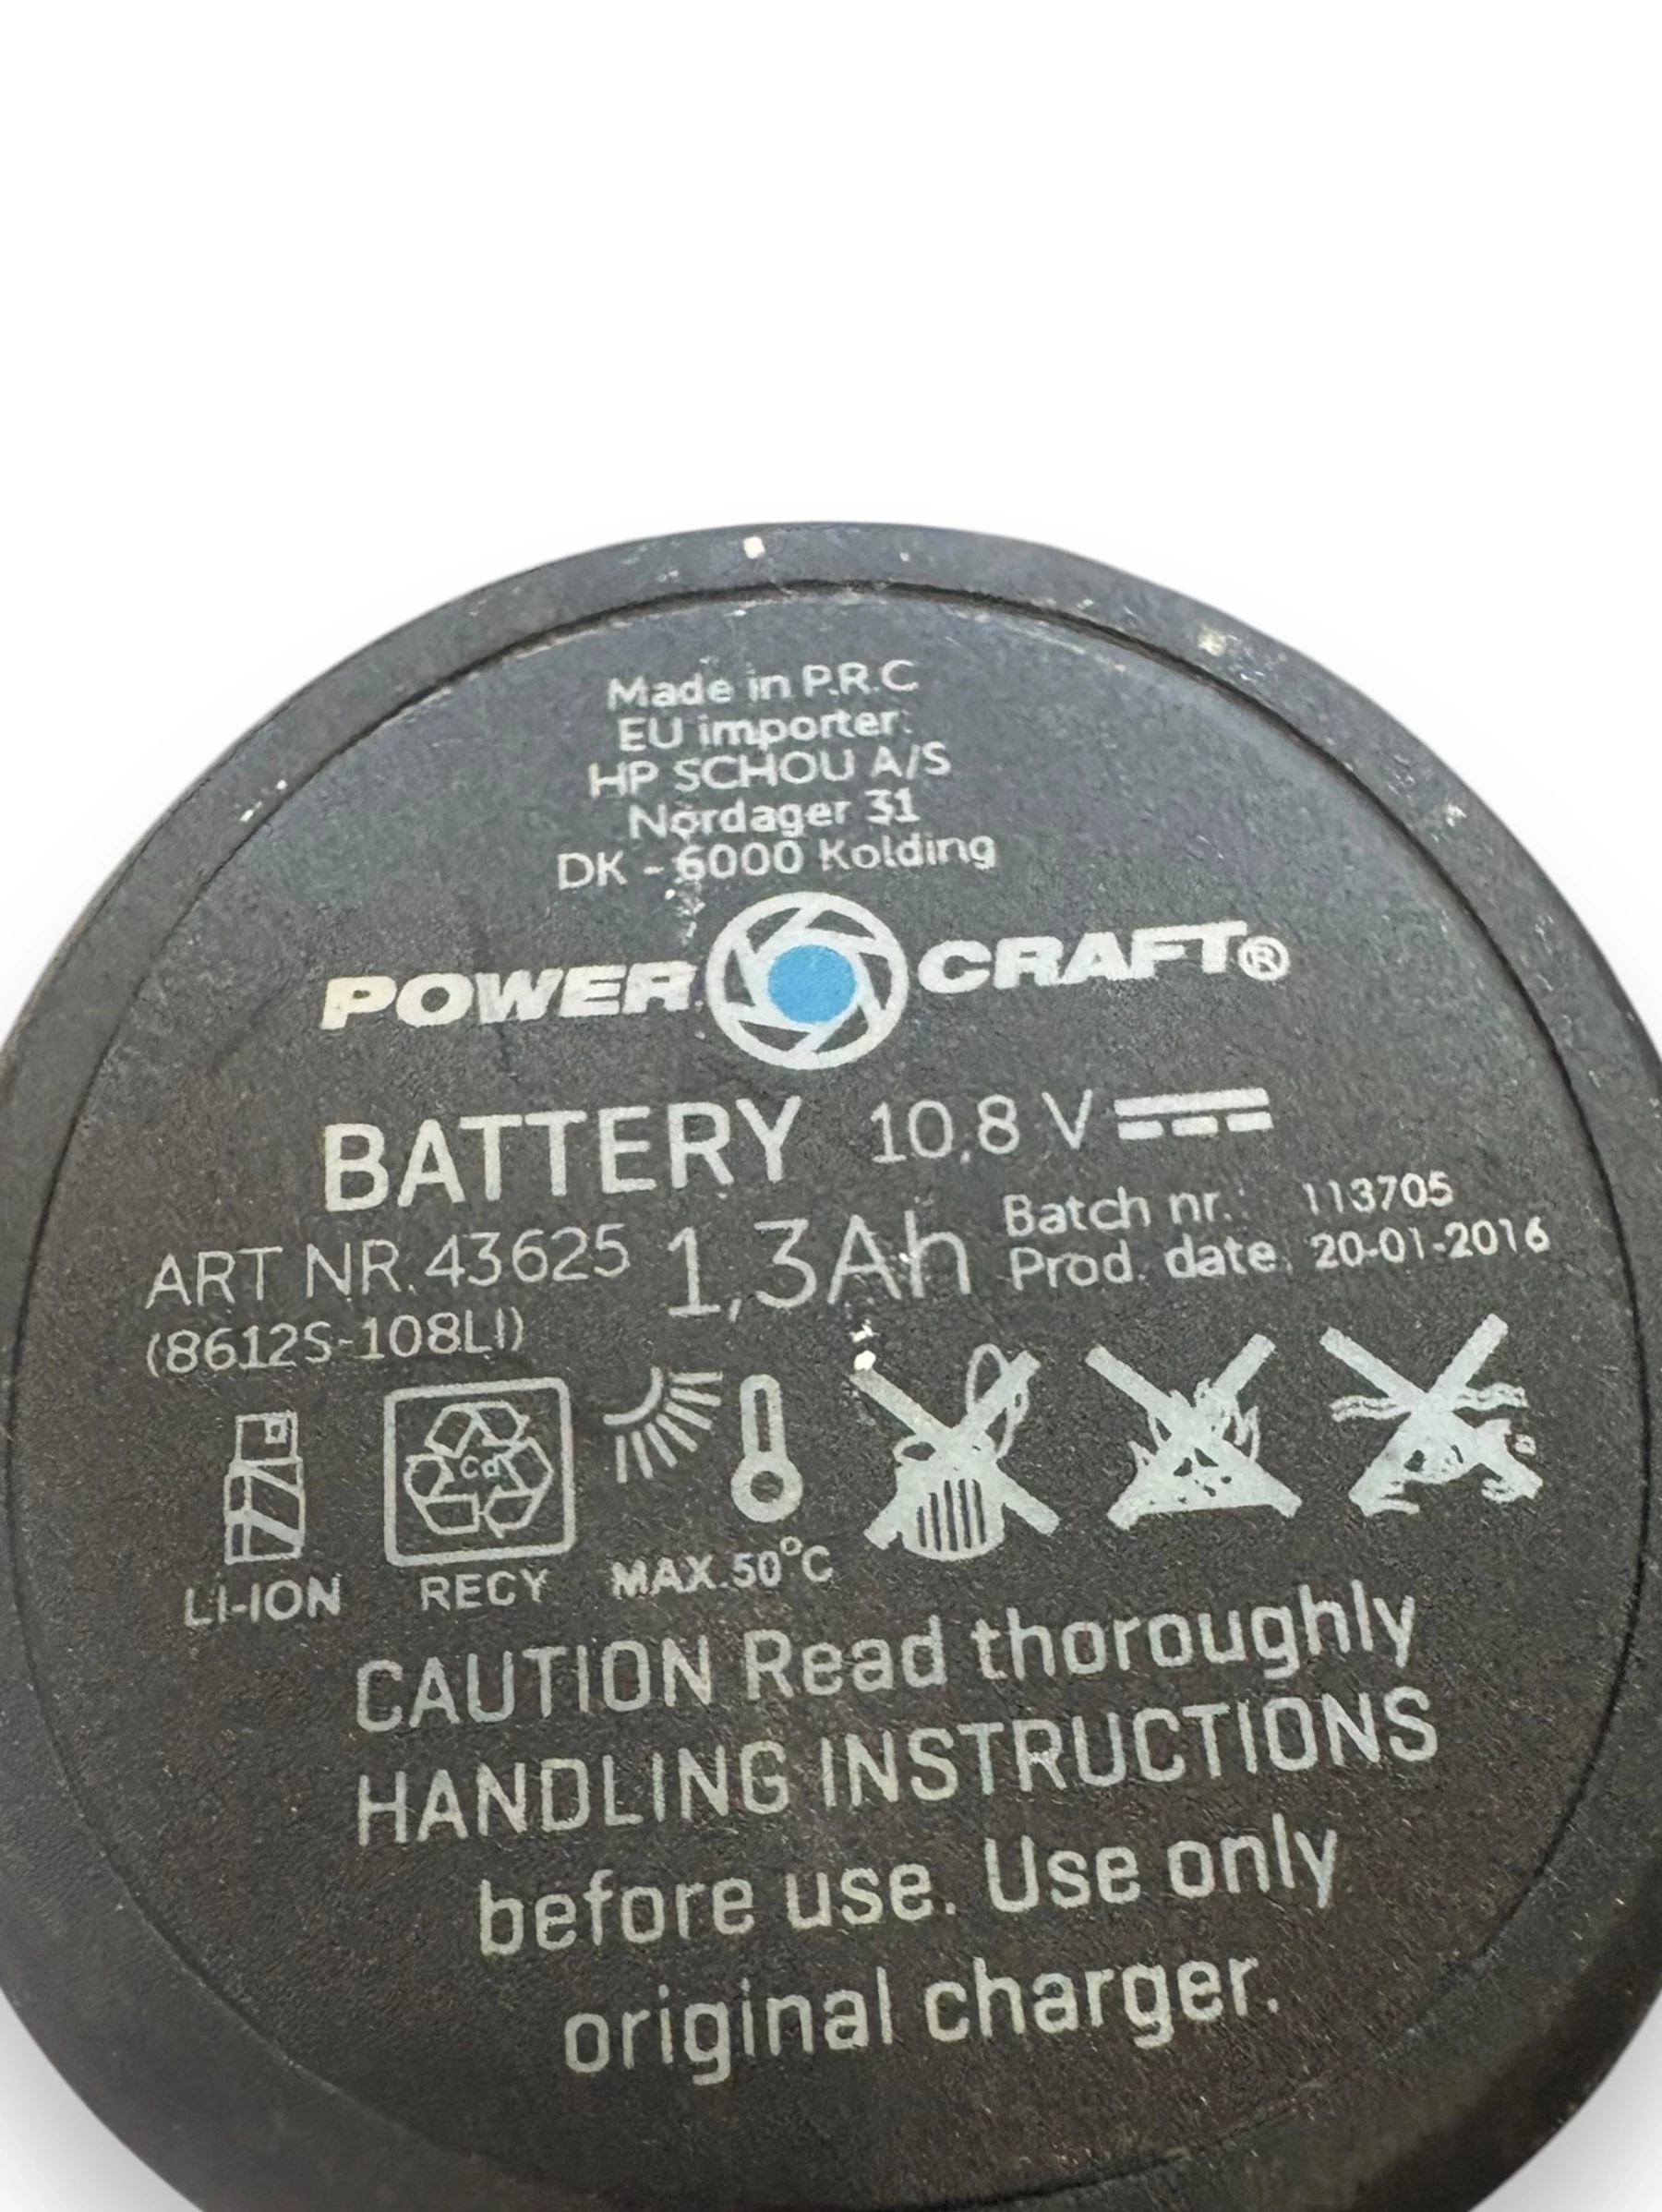 Made in P.R.C
EU importer:
HP SCHOU A/S
Nordager 31
DK - 6000 Kolding
POWER CRAFT®
BATTERY 10,8 V
ART NR. 43625 1,3Ah Batch nr.: 113705
(8612S-108LI) Prod. date: 20-01-2016
Cd
LI-ION RECY MAX.50°C
CAUTION Read thoroughly
HANDLING INSTRUCTIONS
before use. Use only
original charger.